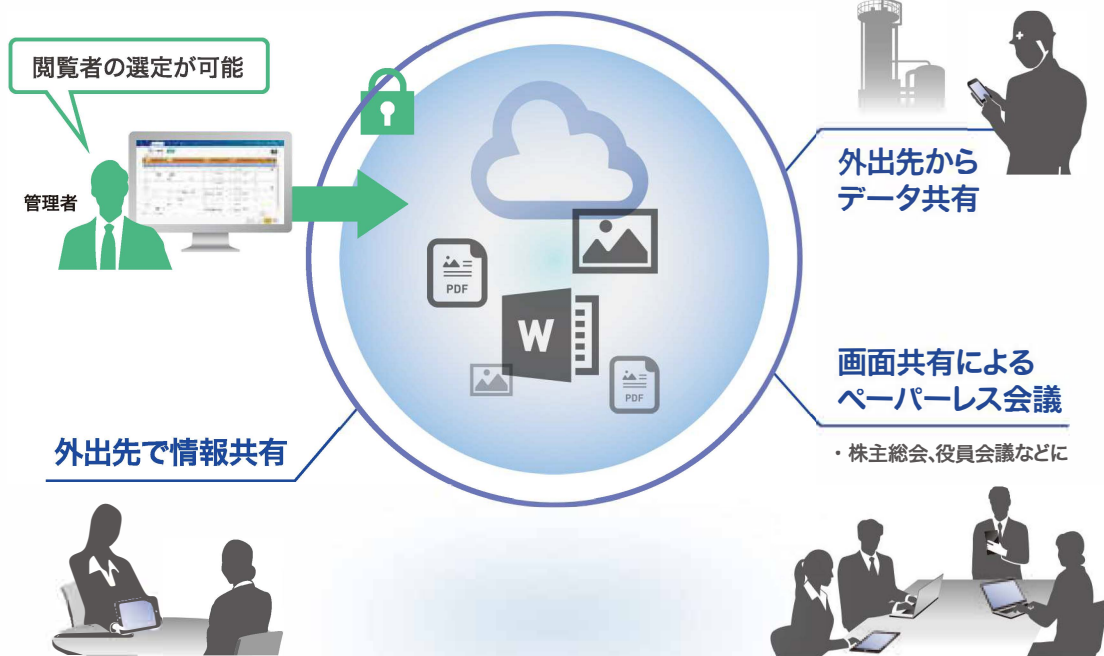 閲覧者の選定が可能
管理者
外出先から
データ共有
PDF
W
PDF
画面共有による
ペーパーレス会議
・株主総会、役員会議などに
外出先で情報共有